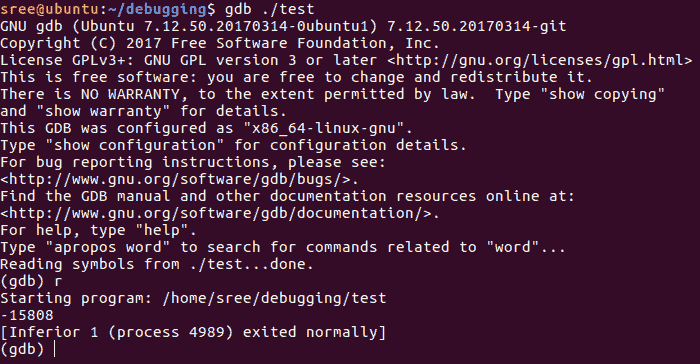 sree@ubuntu:~/debugging$ gdb ./test
GNU gdb (Ubuntu 7.12.50.20170314-0ubuntu1) 7.12.50.20170314-git
Copyright (C) 2017 Free Software Foundation, Inc.
License GPLv3+: GNU GPL version 3 or later <http://gnu.org/licenses/gpl.html>
This is free software: you are free to change and redistribute it.
There is NO WARRANTY, to the extent permitted by law.  Type "show copying"
and "show warranty" for details.
This GDB was configured as "x86_64-linux-gnu".
Type "show configuration" for configuration details.
For bug reporting instructions, please see:
<http://www.gnu.org/software/gdb/bugs/>.
Find the GDB manual and other documentation resources online at:
<http://www.gnu.org/software/gdb/documentation/>.
For help, type "help".
Type "apropos word" to search for commands related to "word"...
Reading symbols from ./test...done.
(gdb) r
Starting program: /home/sree/debugging/test
-15808
[Inferior 1 (process 4989) exited normally]
(gdb)